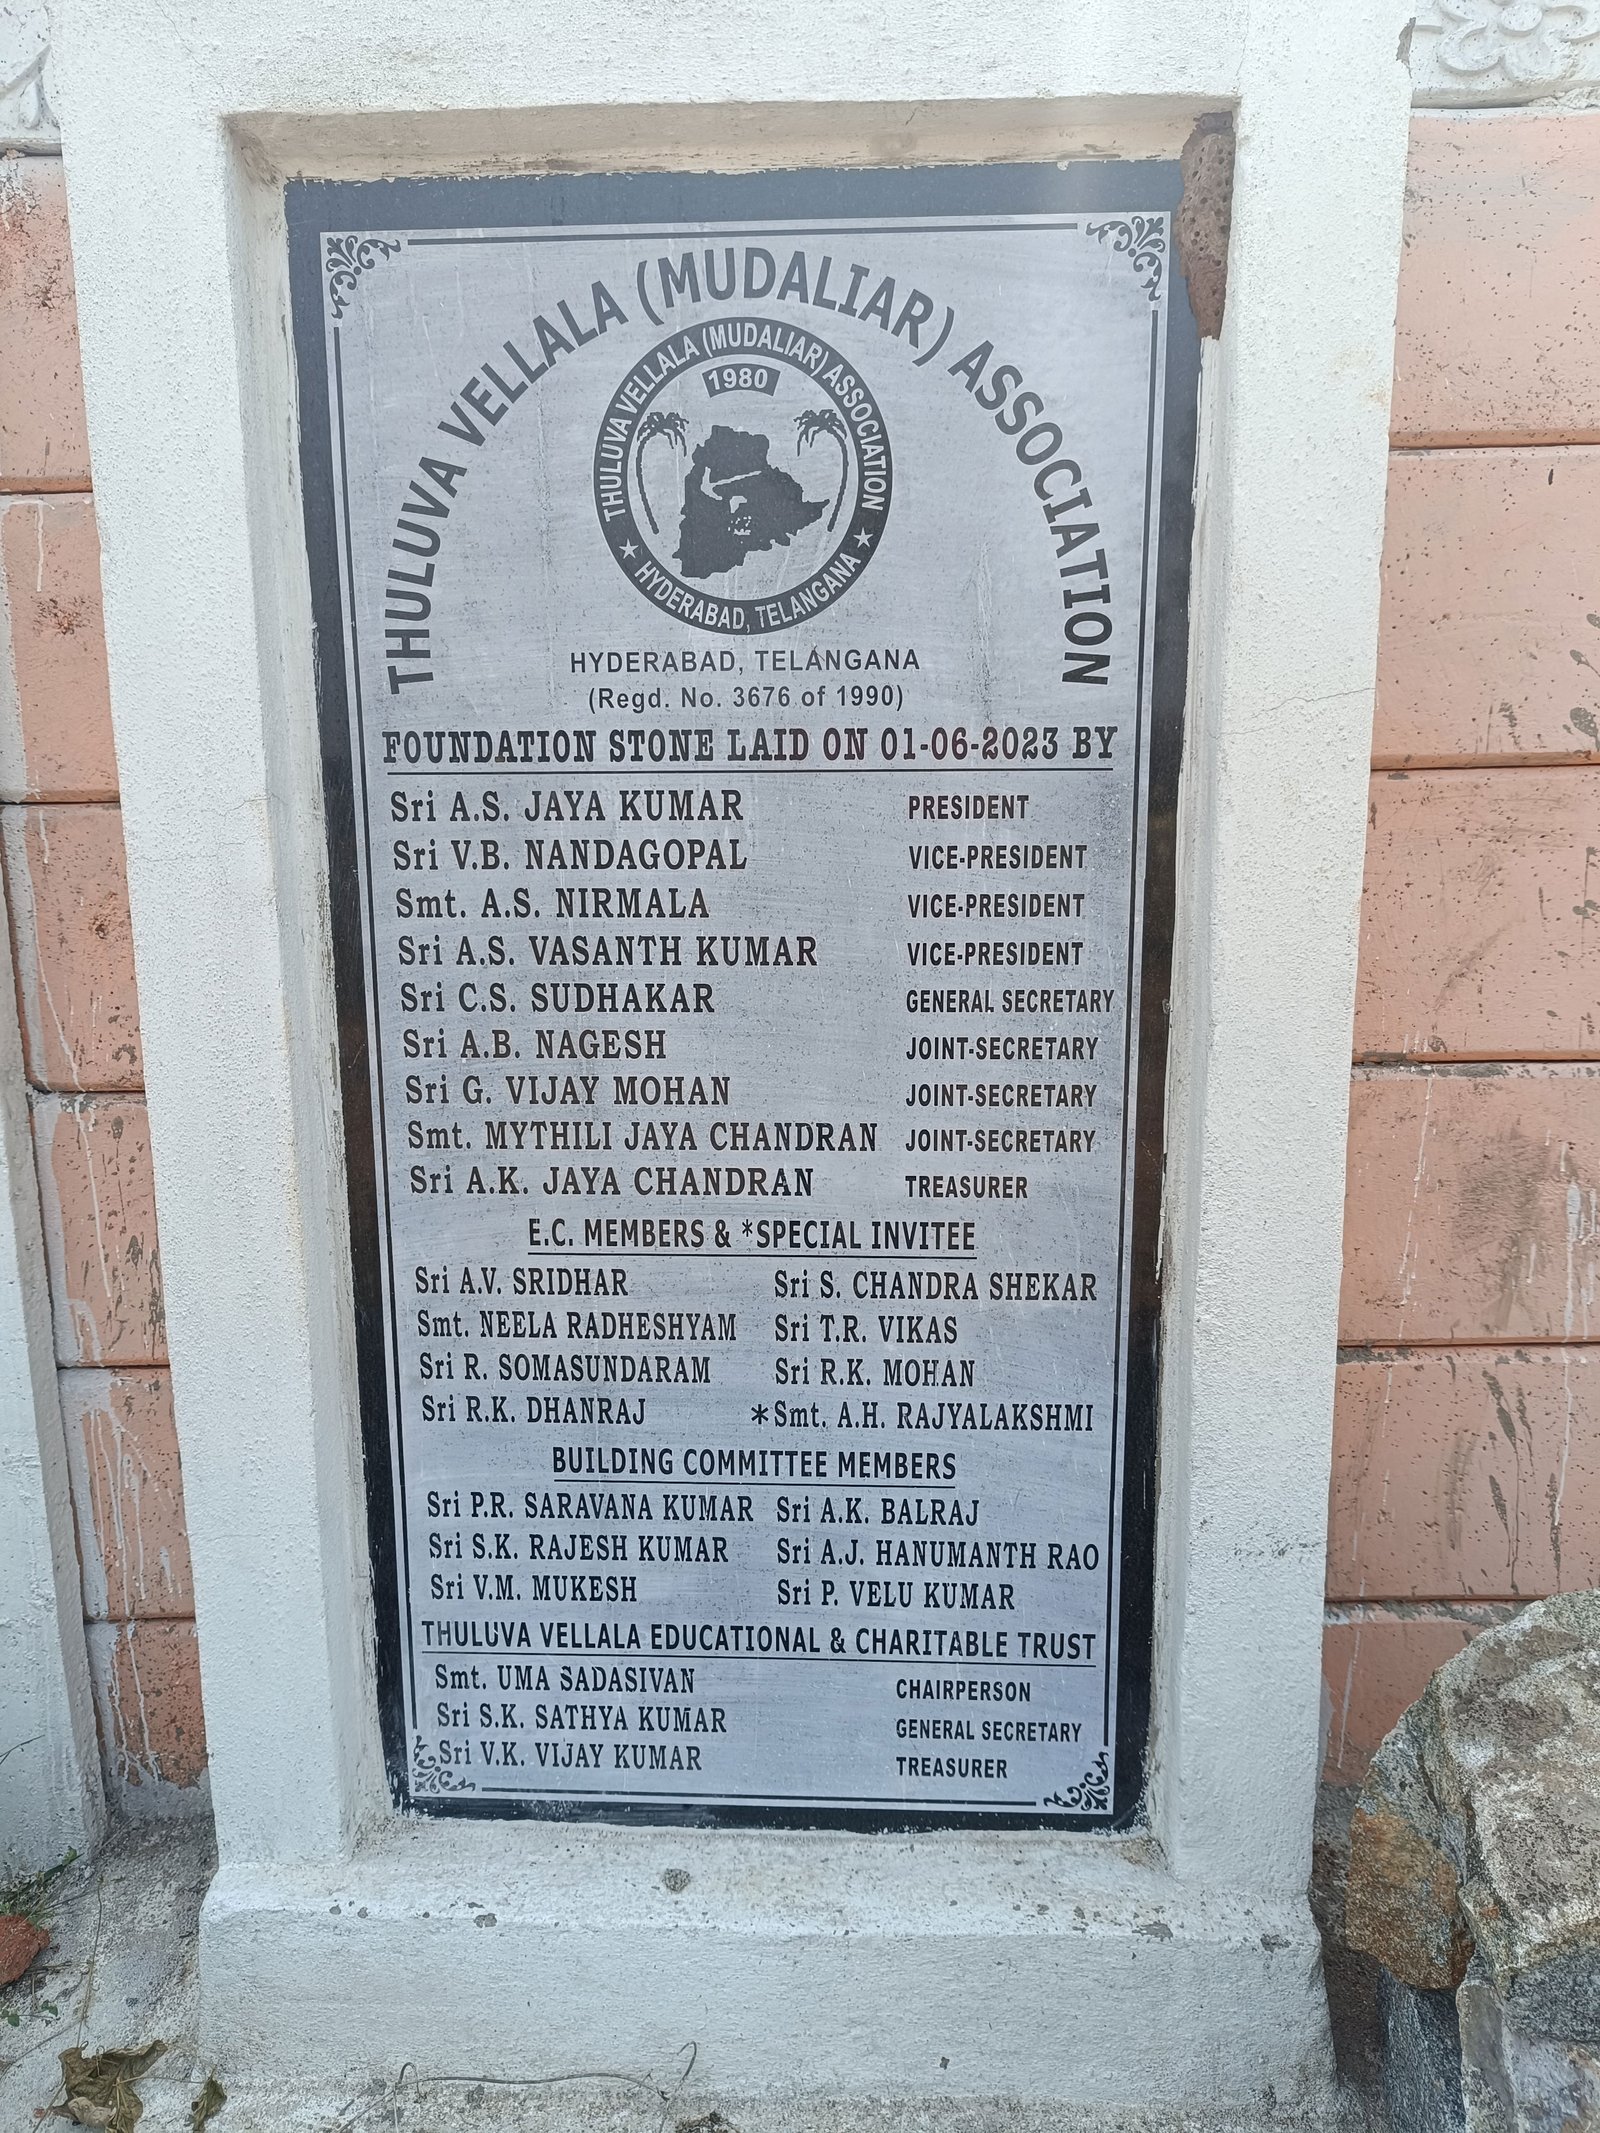 THULUVA VELLALA (MUDALIAR) ASSOCIATION
THULUVA VELLALA (MUDALIAR) ASSOCIATION
1980
★ HYDERABAD, TELANGANA ★
HYDERABAD, TELANGANA
(Regd. No. 3676 of 1990)
FOUNDATION STONE LAID ON 01-06-2023 BY
Sri A.S. JAYA KUMAR PRESIDENT
Sri V.B. NANDAGOPAL VICE-PRESIDENT
Smt. A.S. NIRMALA VICE-PRESIDENT
Sri A.S. VASANTH KUMAR VICE-PRESIDENT
Sri C.S. SUDHAKAR GENERAL SECRETARY
Sri A.B. NAGESH JOINT-SECRETARY
Sri G. VIJAY MOHAN JOINT-SECRETARY
Smt. MYTHILI JAYA CHANDRAN JOINT-SECRETARY
Sri A.K. JAYA CHANDRAN TREASURER
E.C. MEMBERS & *SPECIAL INVITEE
Sri A.V. SRIDHAR Sri S. CHANDRA SHEKAR
Smt. NEELA RADHESHYAM Sri T.R. VIKAS
Sri R. SOMASUNDARAM Sri R.K. MOHAN
Sri R.K. DHANRAJ *Smt. A.H. RAJYALAKSHMI
BUILDING COMMITTEE MEMBERS
Sri P.R. SARAVANA KUMAR Sri A.K. BALRAJ
Sri S.K. RAJESH KUMAR Sri A.J. HANUMANTH RAO
Sri V.M. MUKESH Sri P. VELU KUMAR
THULUVA VELLALA EDUCATIONAL & CHARITABLE TRUST
Smt. UMA SADASIVAN CHAIRPERSON
Sri S.K. SATHYA KUMAR GENERAL SECRETARY
Sri V.K. VIJAY KUMAR TREASURER